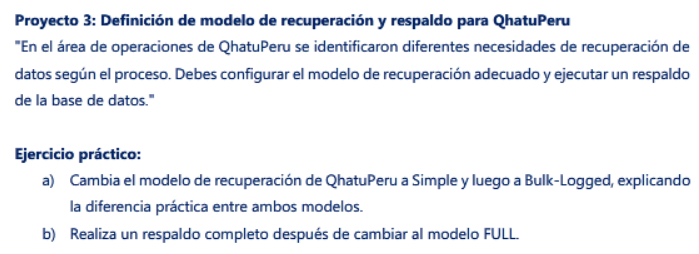 Proyecto 3: Definición de modelo de recuperación y respaldo para QhatuPeru
"En el área de operaciones de QhatuPeru se identificaron diferentes necesidades de recuperación de
datos según el proceso. Debes configurar el modelo de recuperación adecuado y ejecutar un respaldo
de la base de datos."
Ejercicio práctico:
a) Cambia el modelo de recuperación de QhatuPeru a Simple y luego a Bulk-Logged, explicando
la diferencia práctica entre ambos modelos.
b) Realiza un respaldo completo después de cambiar al modelo FULL.